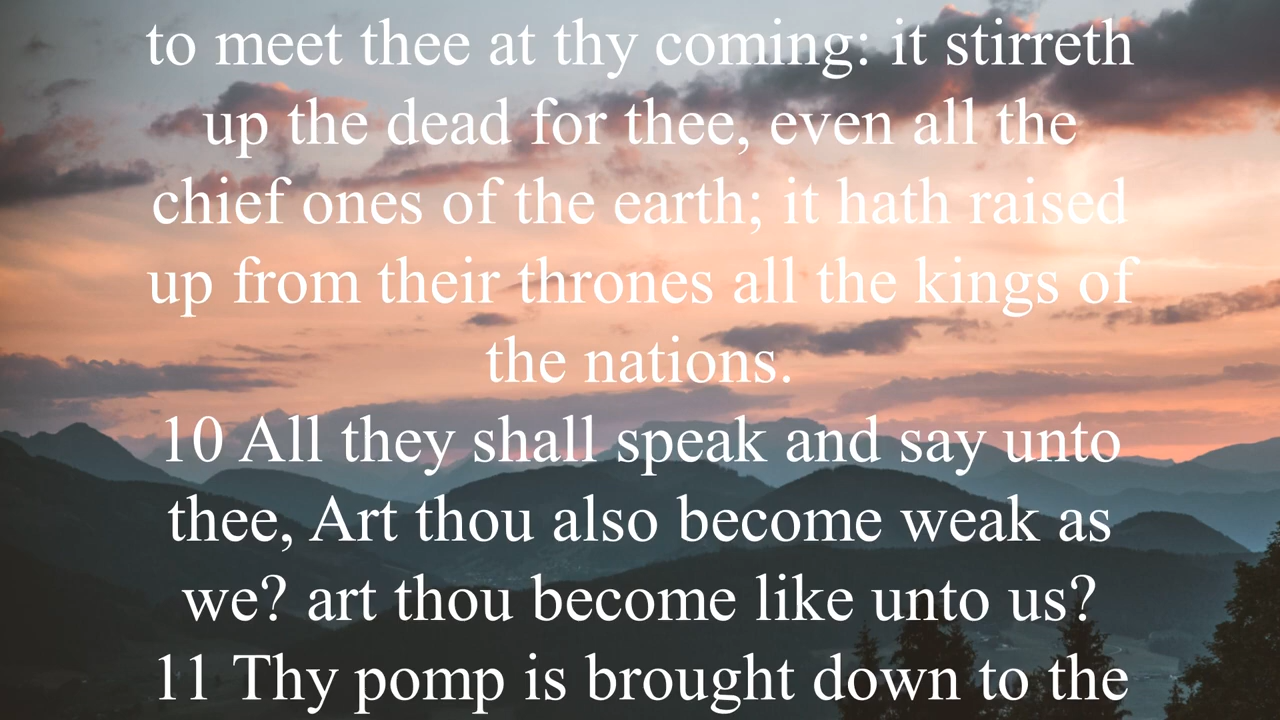 to meet thee at thy coming: it stirreth
up the dead for thee, even all the
chief ones of the earth; it hath raised
up from their thrones all the kings of
the nations.
10 All they shall speak and say unto
thee, Art thou also become weak as
we? art thou become like unto us?
11 Thy pomp is brought down to the